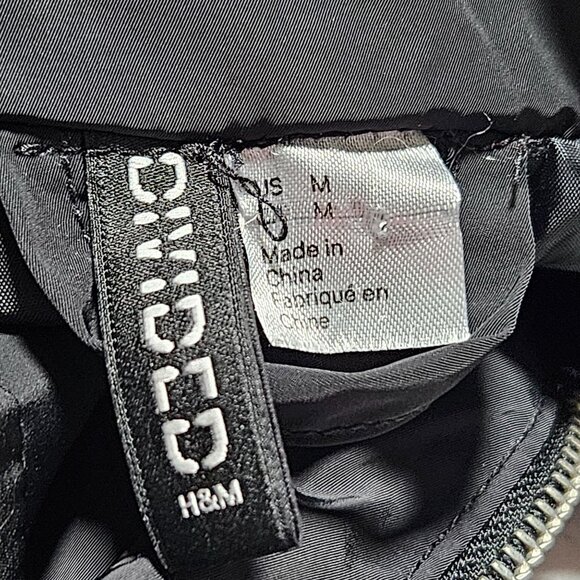 DIVIDED
H&M
US M
M
Made in
China
Fabriqué en
Chine